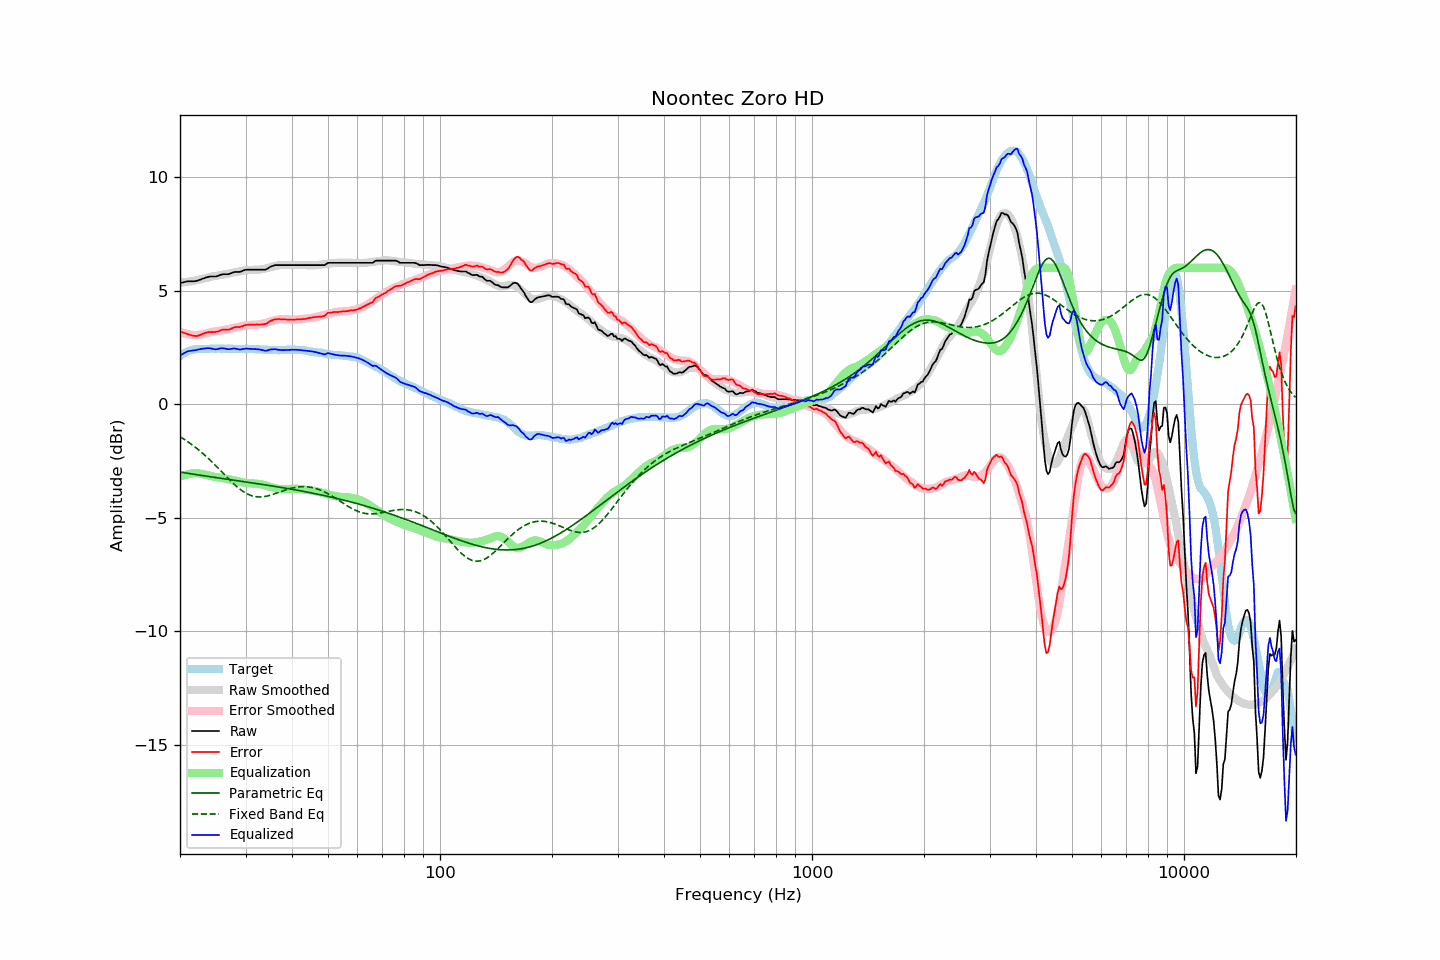 Noontec Zoro HD
Amplitude (dBr)
10
5
0
−5
−10
−15
Target
Raw Smoothed
Error Smoothed
Raw
Error
Equalization
Parametric Eq
Fixed Band Eq
Equalized
100
1000
10000
Frequency (Hz)